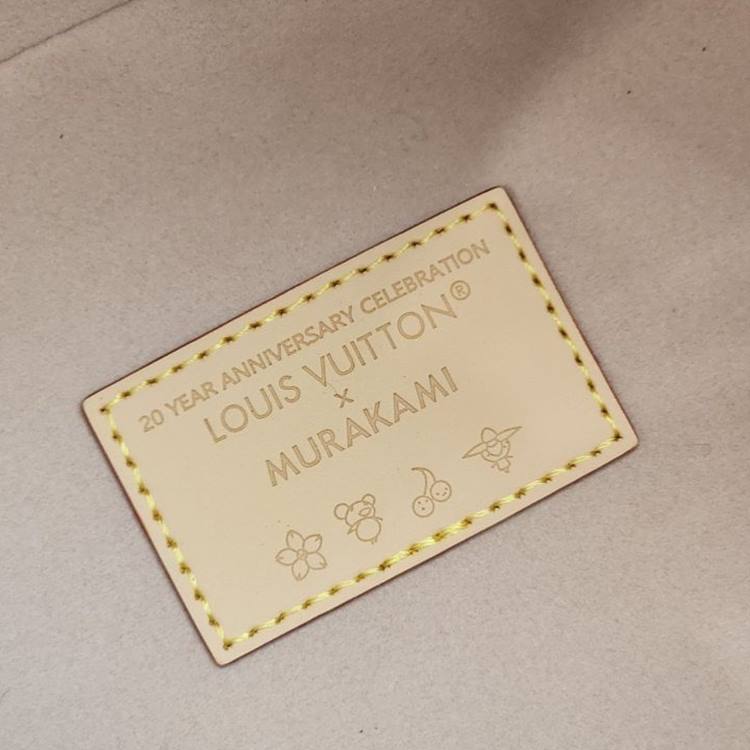 20 YEAR ANNIVERSARY CELEBRATION
LOUIS VUITTON®
x
MURAKAMI